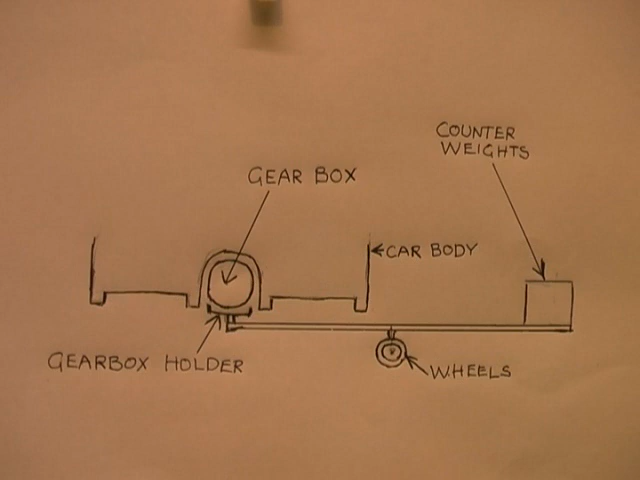 COUNTER
WEIGHTS
GEAR BOX
CAR BODY
GEARBOX HOLDER
WHEELS